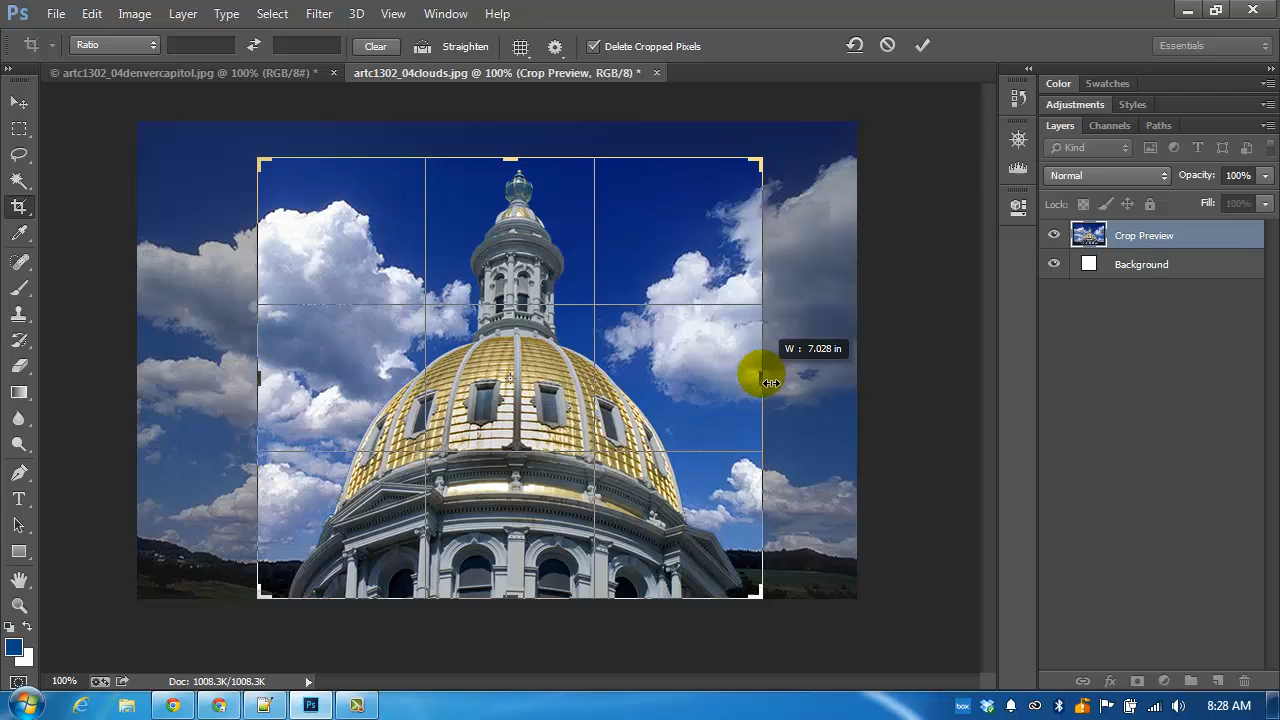 Ps File Edit Image Layer Type Select Filter 3D View Window Help
Ratio Clear Straighten Delete Cropped Pixels Essentials
© artc1302_04denvercapitol.jpg @ 100% (RGB/8#) * × artc1302_04clouds.jpg @ 100% (Crop Preview, RGB/8) * ×
Color Swatches
Adjustments Styles
Layers Channels Paths
Kind
Normal Opacity: 100%
Lock: Fill: 100%
Crop Preview
Background
W : 7.028 in
100% Doc: 1008.3K/1008.3K
Ps box 8:28 AM